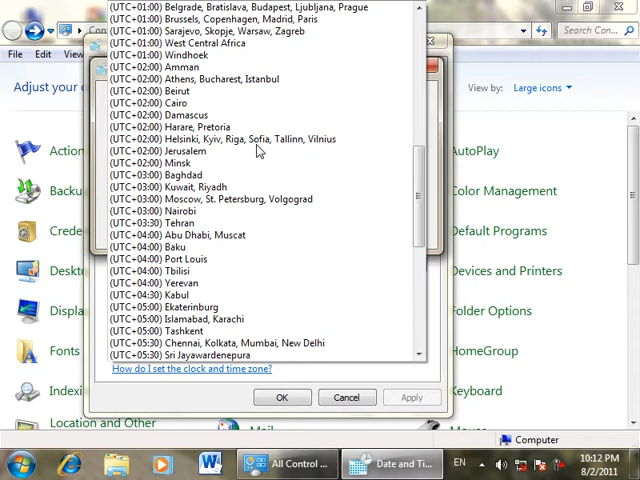 (UTC+01:00) Belgrade, Bratislava, Budapest, Ljubljana, Prague
(UTC+01:00) Brussels, Copenhagen, Madrid, Paris
(UTC+01:00) Sarajevo, Skopje, Warsaw, Zagreb
(UTC+01:00) West Central Africa
(UTC+01:00) Windhoek
(UTC+02:00) Amman
(UTC+02:00) Athens, Bucharest, Istanbul
(UTC+02:00) Beirut
(UTC+02:00) Cairo
(UTC+02:00) Damascus
(UTC+02:00) Harare, Pretoria
(UTC+02:00) Helsinki, Kyiv, Riga, Sofia, Tallinn, Vilnius
(UTC+02:00) Jerusalem
(UTC+02:00) Minsk
(UTC+03:00) Baghdad
(UTC+03:00) Kuwait, Riyadh
(UTC+03:00) Moscow, St. Petersburg, Volgograd
(UTC+03:00) Nairobi
(UTC+03:30) Tehran
(UTC+04:00) Abu Dhabi, Muscat
(UTC+04:00) Baku
(UTC+04:00) Port Louis
(UTC+04:00) Tbilisi
(UTC+04:00) Yerevan
(UTC+04:30) Kabul
(UTC+05:00) Ekaterinburg
(UTC+05:00) Islamabad, Karachi
(UTC+05:00) Tashkent
(UTC+05:30) Chennai, Kolkata, Mumbai, New Delhi
(UTC+05:30) Sri Jayawardenepura
How do I set the clock and time zone?
OK Cancel Apply
Search Con...
File Edit
Adjust your
View by: Large icons
Action
AutoPlay
Color Management
Default Programs
Devices and Printers
Displa
Folder Options
Fonts
Internet Options
Indexi
Keyboard
Location and Other
Computer
All Control ...
Date and Ti...
EN
10:12 PM
8/2/2011